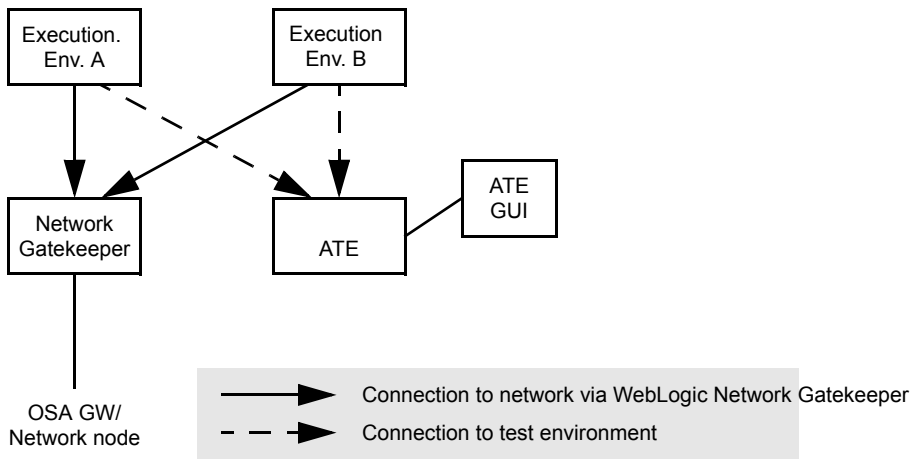 Execution.
Env. A
Execution
Env. B
Network
Gatekeeper
ATE
ATE
GUI
OSA GW/
Network node
Connection to network via WebLogic Network Gatekeeper
Connection to test environment